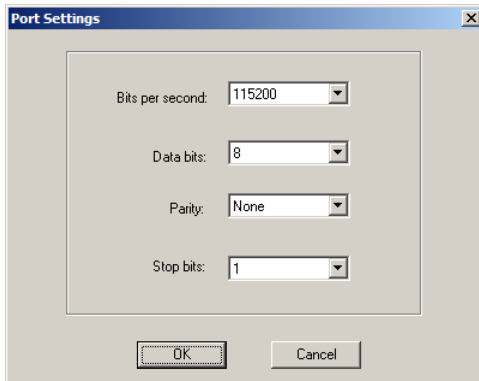 Port Settings
Bits per second: 115200
Data bits: 8
Parity: None
Stop bits: 1
OK Cancel